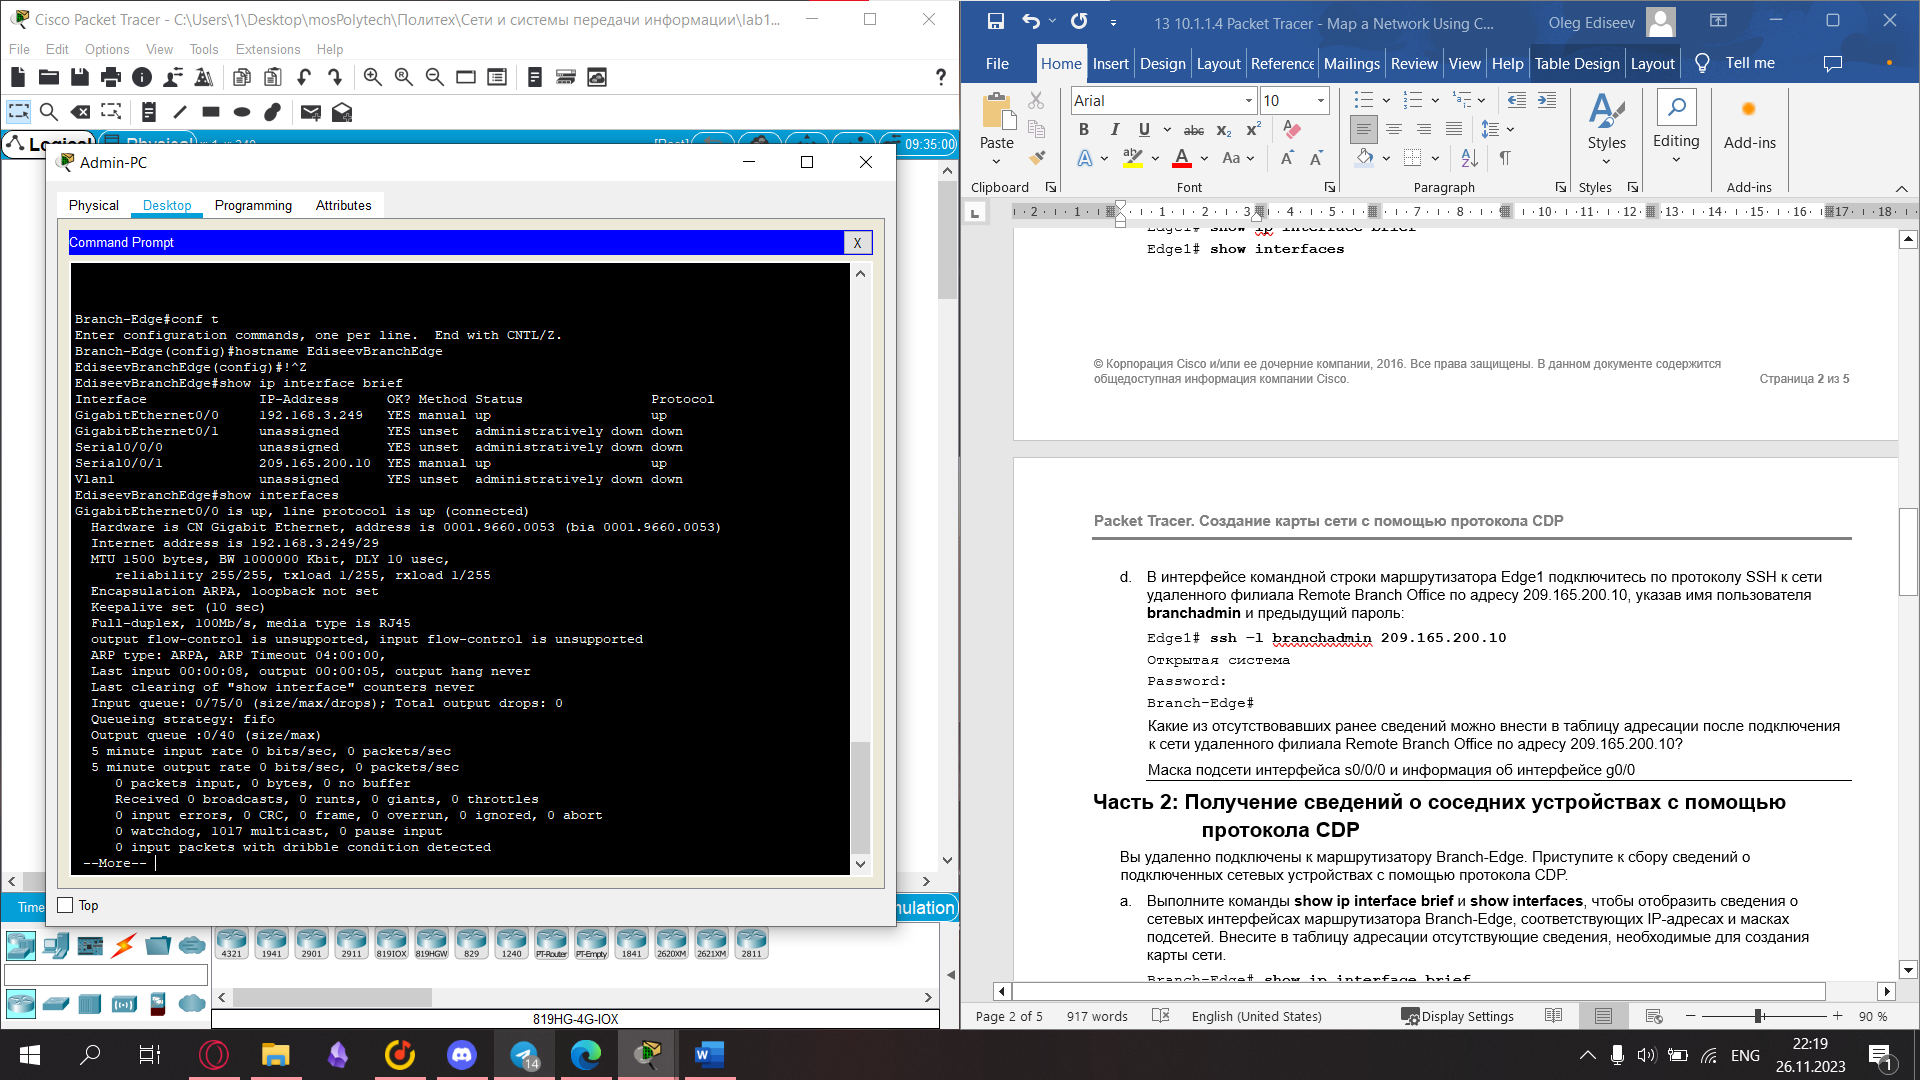 Cisco Packet Tracer - C:\Users\1\Desktop\mosPolytech\Политех\Сети и системы передачи информации\lab1...
File Edit Options View Tools Extensions Help
09:35:00
Admin-PC
Physical Desktop Programming Attributes
Command Prompt
X
Branch-Edge#conf t
Enter configuration commands, one per line.  End with CNTL/Z.
Branch-Edge(config)#hostname EdiseevBranchEdge
EdiseevBranchEdge(config)#!^Z
EdiseevBranchEdge#show ip interface brief
Interface IP-Address OK? Method Status Protocol
GigabitEthernet0/0 192.168.3.249 YES manual up up
GigabitEthernet0/1 unassigned YES unset administratively down down
Serial0/0/0 unassigned YES unset administratively down down
Serial0/0/1 209.165.200.10 YES manual up up
Vlan1 unassigned YES unset administratively down down
EdiseevBranchEdge#show interfaces
GigabitEthernet0/0 is up, line protocol is up (connected)
Hardware is CN Gigabit Ethernet, address is 0001.9660.0053 (bia 0001.9660.0053)
Internet address is 192.168.3.249/29
MTU 1500 bytes, BW 1000000 Kbit, DLY 10 usec,
reliability 255/255, txload 1/255, rxload 1/255
Encapsulation ARPA, loopback not set
Keepalive set (10 sec)
Full-duplex, 100Mb/s, media type is RJ45
output flow-control is unsupported, input flow-control is unsupported
ARP type: ARPA, ARP Timeout 04:00:00,
Last input 00:00:08, output 00:00:05, output hang never
Last clearing of "show interface" counters never
Input queue: 0/75/0 (size/max/drops); Total output drops: 0
Queueing strategy: fifo
Output queue :0/40 (size/max)
5 minute input rate 0 bits/sec, 0 packets/sec
5 minute output rate 0 bits/sec, 0 packets/sec
0 packets input, 0 bytes, 0 no buffer
Received 0 broadcasts, 0 runts, 0 giants, 0 throttles
0 input errors, 0 CRC, 0 frame, 0 overrun, 0 ignored, 0 abort
0 watchdog, 1017 multicast, 0 pause input
0 input packets with dribble condition detected
--More--
Top
Time
4321 1941 2901 2911 819IOX 819HGW 829 1240 PT-Router PT-Empty 1841 2620XM 2621XM 2811
819HG-4G-IOX
13 10.1.1.4 Packet Tracer - Map a Network Using C...
Oleg Ediseev
File Home Insert Design Layout Reference Mailings Review View Help Table Design Layout Tell me
Paste
Arial 10
Styles Editing Add-ins
Clipboard Font Paragraph Styles Add-ins
Edge1# show ip interface brief
Edge1# show interfaces
© Корпорация Cisco и/или ее дочерние компании, 2016. Все права защищены. В данном документе содержится
общедоступная информация компании Cisco.
Страница 2 из 5
Packet Tracer. Создание карты сети с помощью протокола CDP
d. В интерфейсе командной строки маршрутизатора Edge1 подключитесь по протоколу SSH к сети
удаленного филиала Remote Branch Office по адресу 209.165.200.10, указав имя пользователя
branchadmin и предыдущий пароль:
Edge1# ssh –l branchadmin 209.165.200.10
Открытая система
Password:
Branch-Edge#
Какие из отсутствовавших ранее сведений можно внести в таблицу адресации после подключения
к сети удаленного филиала Remote Branch Office по адресу 209.165.200.10?
Маска подсети интерфейса s0/0/0 и информация об интерфейсе g0/0
Часть 2: Получение сведений о соседних устройствах с помощью
протокола CDP
Вы удаленно подключены к маршрутизатору Branch-Edge. Приступите к сбору сведений о
подключенных сетевых устройствах с помощью протокола CDP.
a. Выполните команды show ip interface brief и show interfaces, чтобы отобразить сведения о
сетевых интерфейсах маршрутизатора Branch-Edge, соответствующих IP-адресах и масках
подсетей. Внесите в таблицу адресации отсутствующие сведения, необходимые для создания
карты сети.
Branch-Edge# show ip interface brief
Page 2 of 5
917 words
English (United States)
Display Settings
90 %
14
ENG
22:19
26.11.2023
1